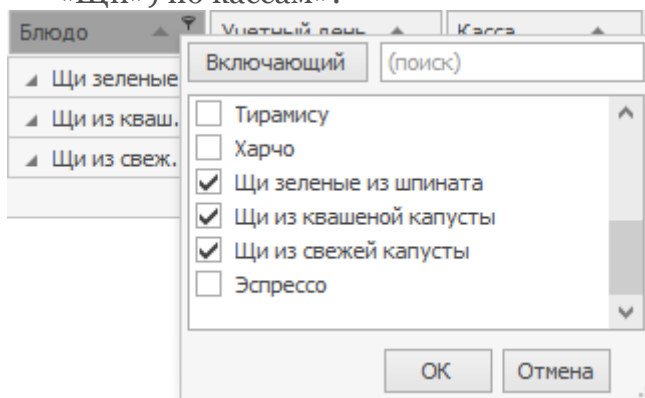 «Щи») по кассам»:
Блюдо Учетный день Касса
Включающий (поиск)
Щи зеленые
Щи из кваш.
Щи из свеж.
Тирамису
Харчо
Щи зеленые из шпината
Щи из квашеной капусты
Щи из свежей капусты
Эспрессо
ОК Отмена